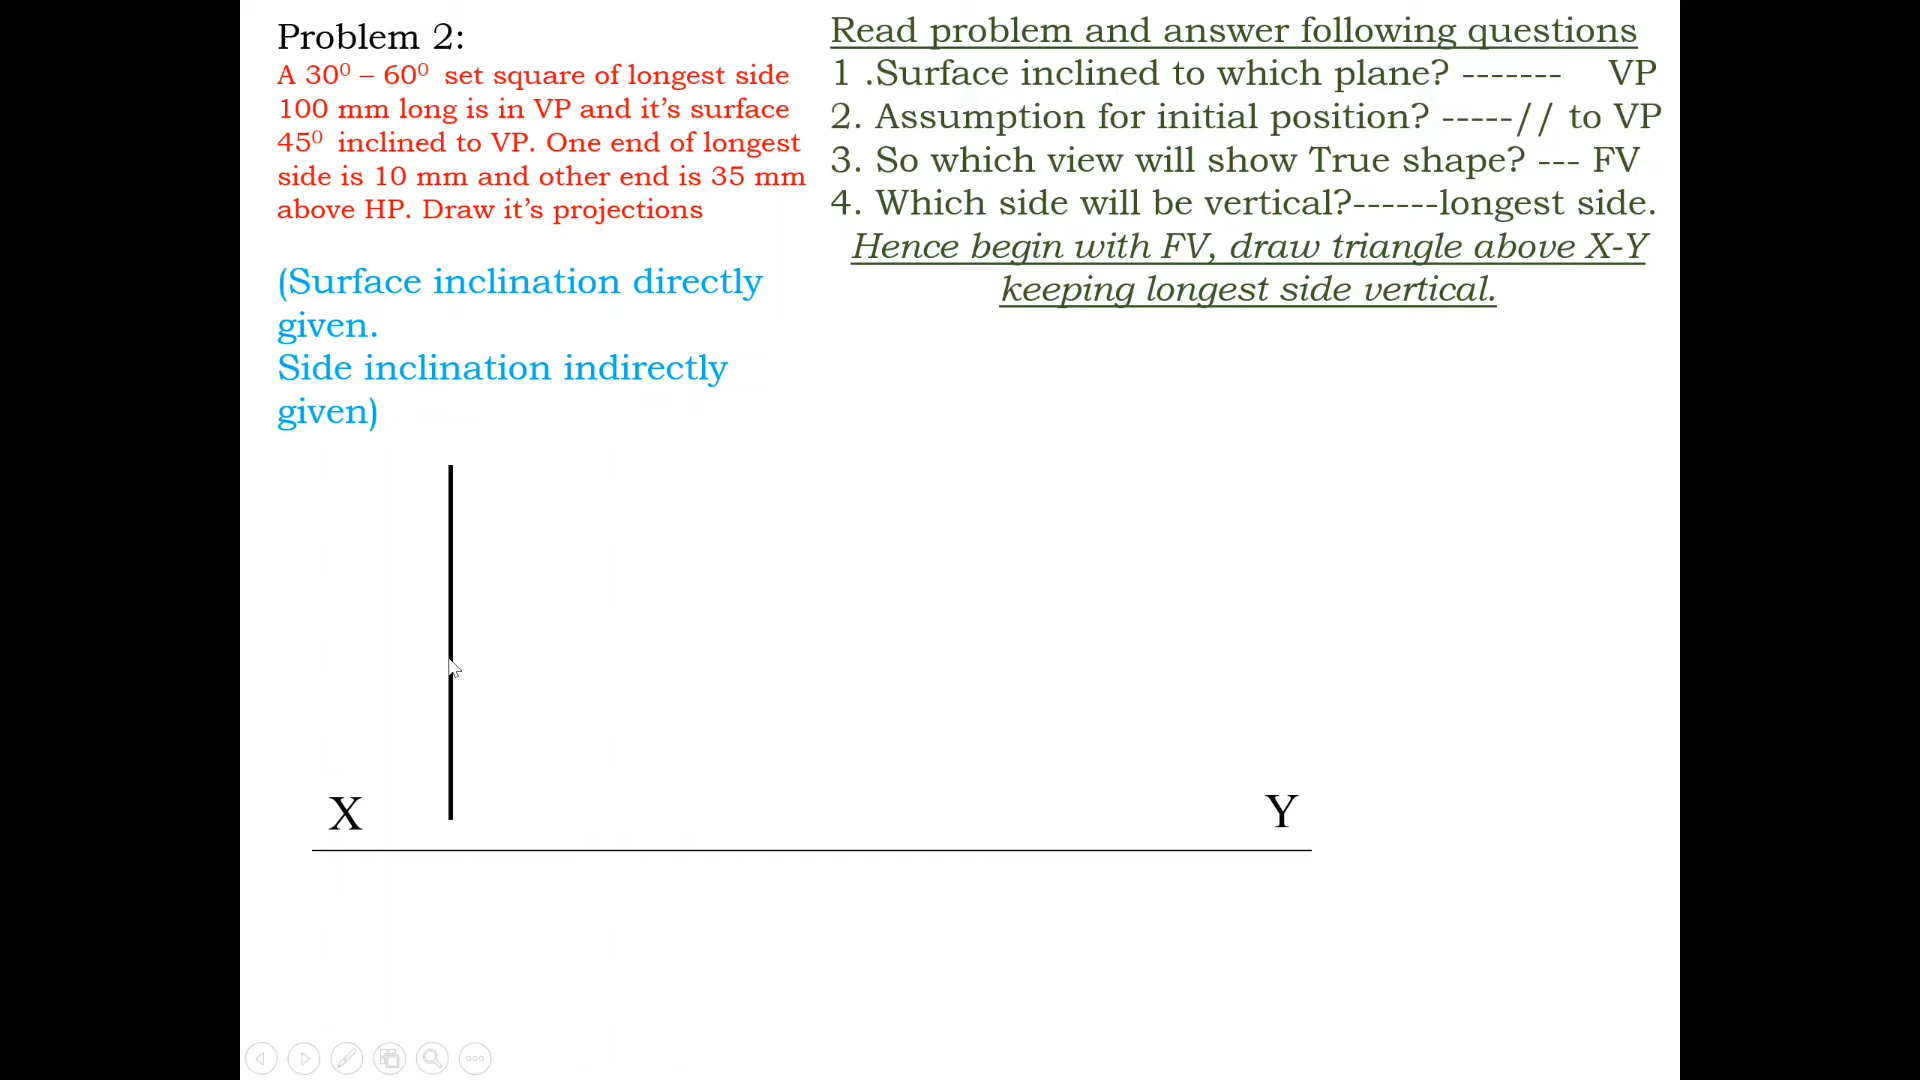 Problem 2:
A 30⁰ – 60⁰ set square of longest side
100 mm long is in VP and it’s surface
45⁰ inclined to VP. One end of longest
side is 10 mm and other end is 35 mm
above HP. Draw it’s projections
(Surface inclination directly
given.
Side inclination indirectly
given)
Read problem and answer following questions
1 .Surface inclined to which plane? ------- VP
2. Assumption for initial position? -----// to VP
3. So which view will show True shape? --- FV
4. Which side will be vertical?------longest side.
Hence begin with FV, draw triangle above X-Y
keeping longest side vertical.
X
Y